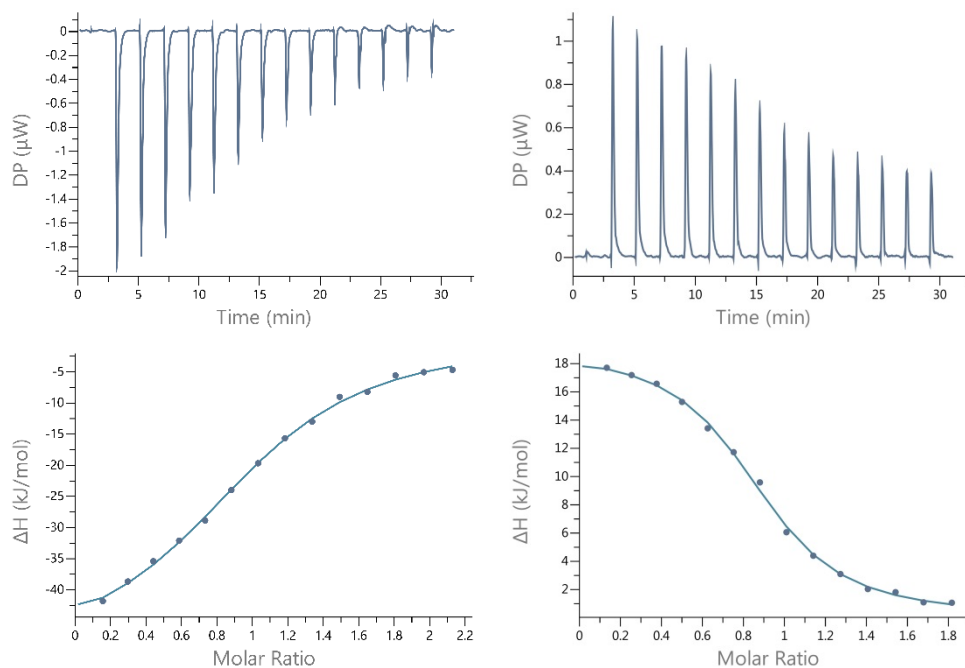 DP (μW)
0
-0.2
-0.4
-0.6
-0.8
-1
-1.2
-1.4
-1.6
-1.8
-2
0 5 10 15 20 25 30
Time (min)
DP (μW)
1
0.8
0.6
0.4
0.2
0
0 5 10 15 20 25 30
Time (min)
ΔH (kJ/mol)
-5
-10
-15
-20
-25
-30
-35
-40
0 0.2 0.4 0.6 0.8 1 1.2 1.4 1.6 1.8 2 2.2
Molar Ratio
ΔH (kJ/mol)
18
16
14
12
10
8
6
4
2
0 0.2 0.4 0.6 0.8 1 1.2 1.4 1.6 1.8
Molar Ratio